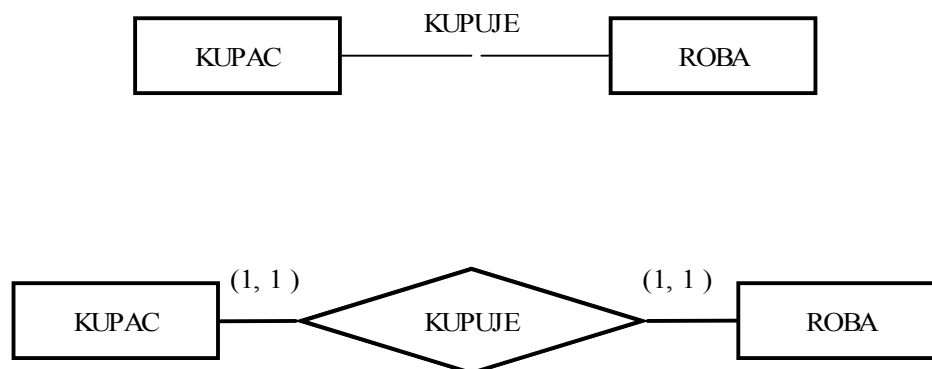 KUPUJE
KUPAC
ROBA
(1, 1 )
(1, 1 )
KUPAC
KUPUJE
ROBA